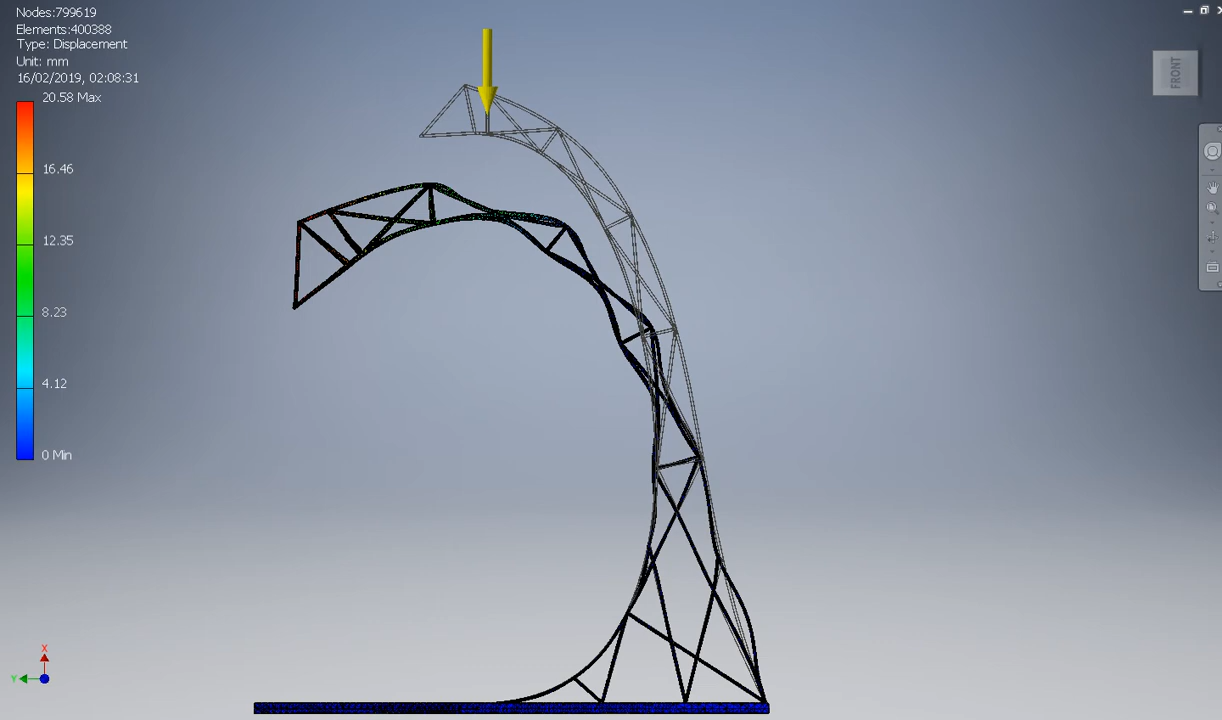 Nodes:799619
Elements:400388
Type: Displacement
Unit: mm
16/02/2019, 02:08:31
20.58 Max
16.46
12.35
8.23
4.12
0 Min
FRONT
X
Y